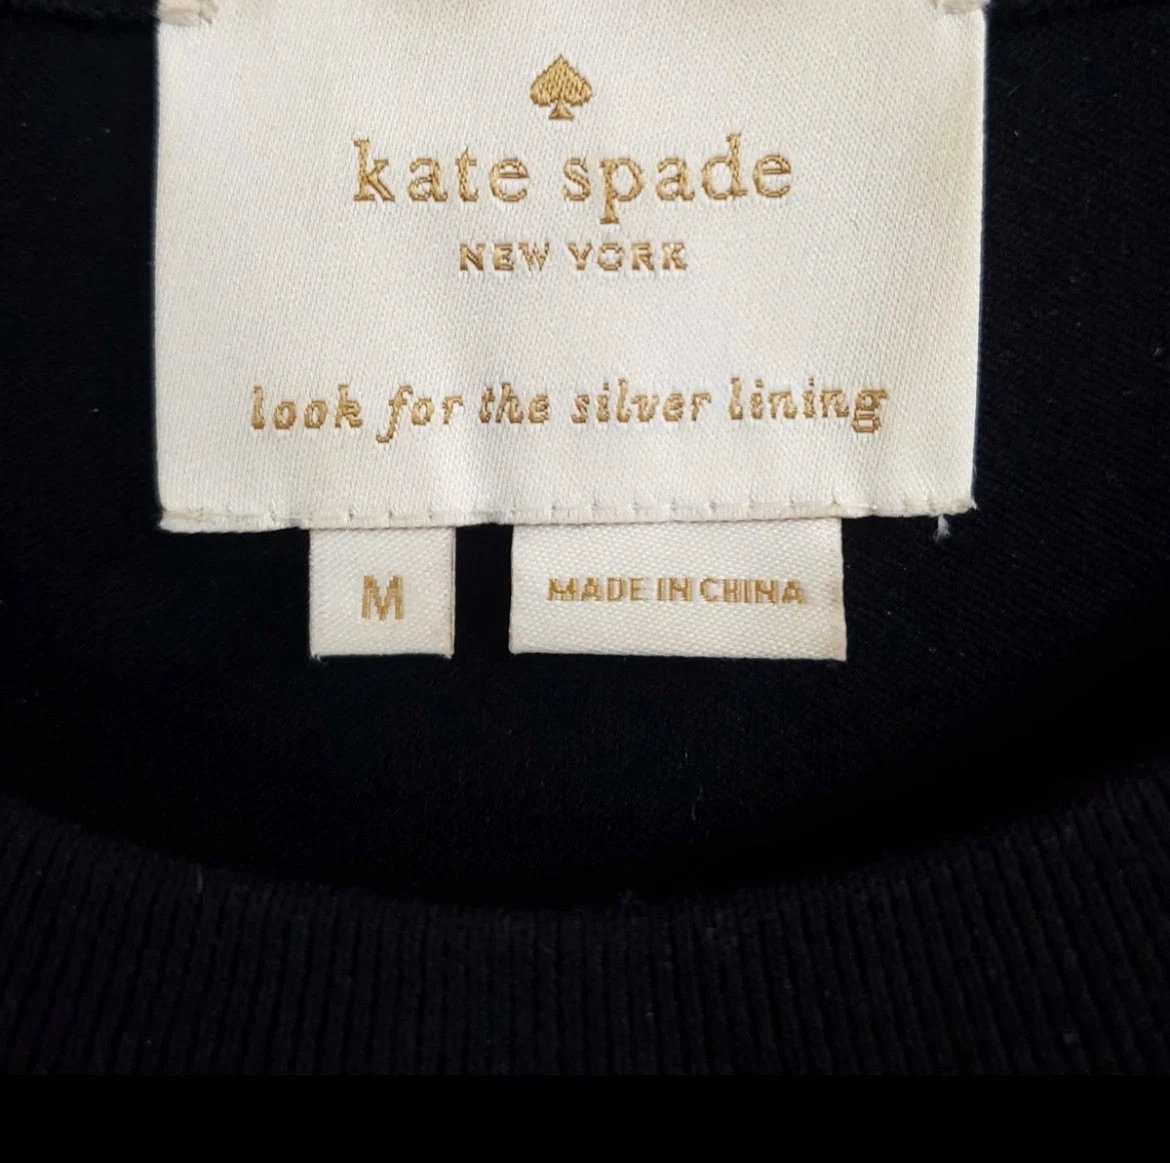 kate spade
NEW YORK
look for the silver lining
M
MADE IN CHINA